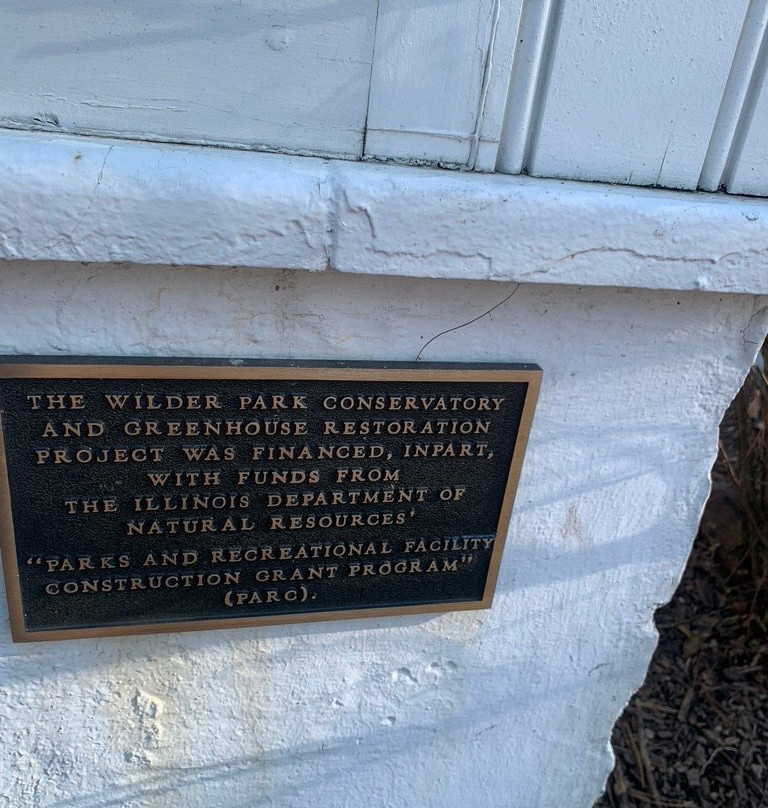 THE WILDER PARK CONSERVATORY
AND GREENHOUSE RESTORATION
PROJECT WAS FINANCED, INPART,
WITH FUNDS FROM
THE ILLINOIS DEPARTMENT OF
NATURAL RESOURCES'
"PARKS AND RECREATIONAL FACILITY
CONSTRUCTION GRANT PROGRAM"
(PARC).